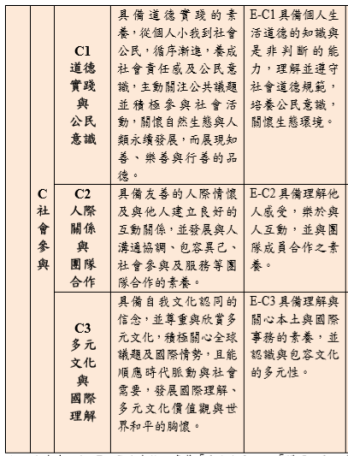 C
社
會
參
與
C1
道德
實踐
與
公民
意識
具備道德實踐的素
養，從個人小我到社會
公民，循序漸進，養成
社會責任感及公民意
識，主動關注公共議題
並積極參與社會活
動，關懷自然生態與人
類永續發展，而展現知
善、樂善與行善的品
德。
E-C1 具備個人生
活道德的知識與
是非判斷的能
力，理解並遵守
社會道德規範，
培養公民意識，
關懷生態環境。
C2
人際
關係
與
團隊
合作
具備友善的人際情懷
及與他人建立良好的
互動關係，並發展與人
溝通協調、包容異己、
社會參與及服務等團
隊合作的素養。
E-C2 具備理解他
人感受，樂於與
人互動，並與團
隊成員合作之素
養。
C3
多元
文化
與
國際
理解
具備自我文化認同的
信念，並尊重與欣賞多
元文化，積極關心全球
議題及國際情勢，且能
順應時代脈動與社會
需要，發展國際理解、
多元文化價值觀與世
界和平的胸懷。
E-C3 具備理解與
關心本土與國際
事務的素養，並
認識與包容文化
的多元性。